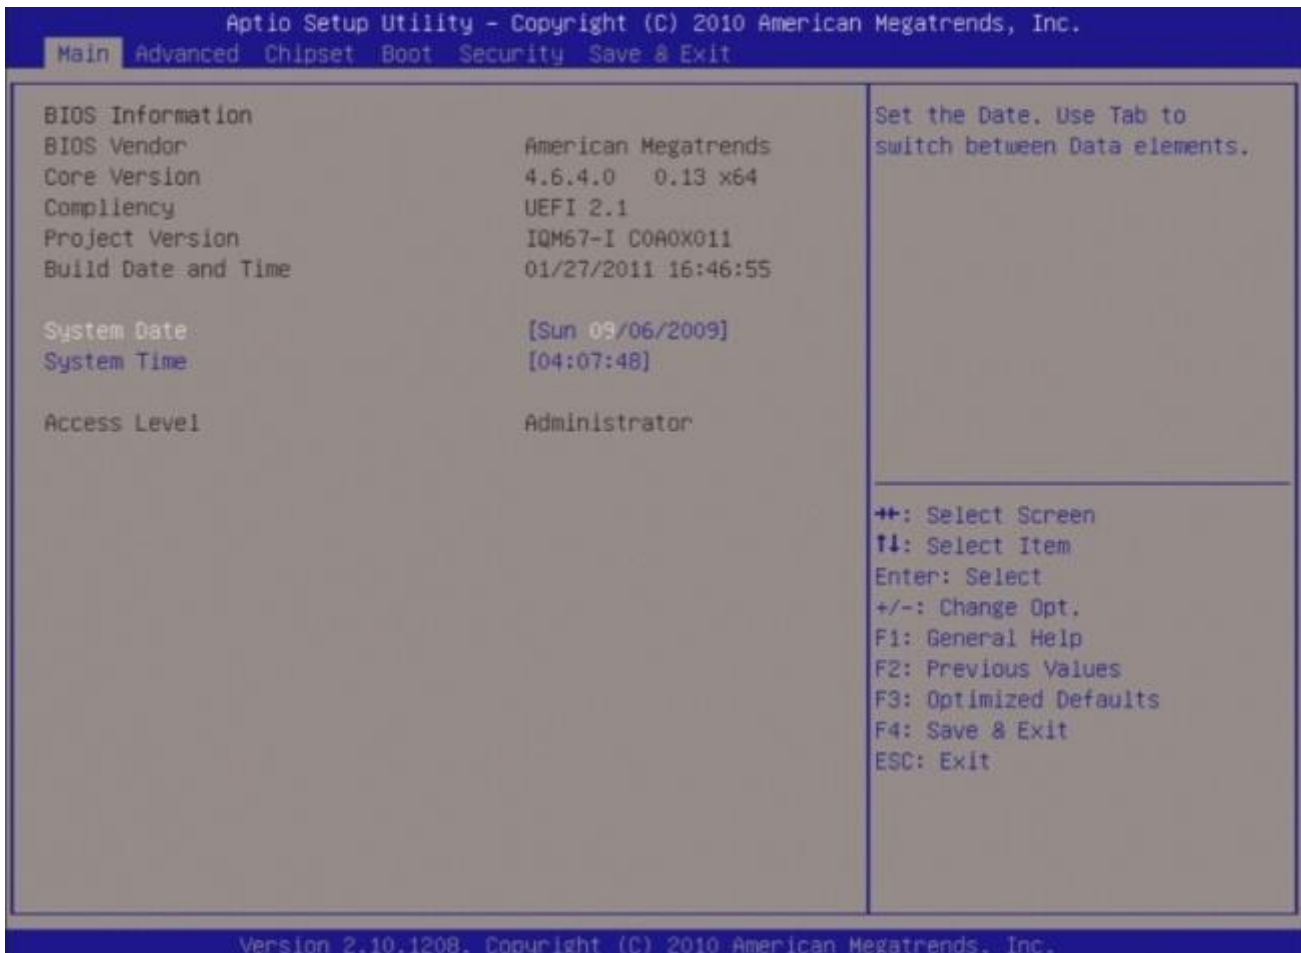 Aptio Setup Utility – Copyright (C) 2010 American Megatrends, Inc.
Main Advanced Chipset Boot Security Save & Exit
BIOS Information
BIOS Vendor American Megatrends
Core Version 4.6.4.0 0.13 x64
Compliency UEFI 2.1
Project Version IQM67-I C0A0X011
Build Date and Time 01/27/2011 16:46:55
System Date [Sun 09/06/2009]
System Time [04:07:48]
Access Level Administrator
Set the Date. Use Tab to
switch between Data elements.
→←: Select Screen
↑↓: Select Item
Enter: Select
+/-: Change Opt.
F1: General Help
F2: Previous Values
F3: Optimized Defaults
F4: Save & Exit
ESC: Exit
Version 2.10.1208. Copyright (C) 2010 American Megatrends, Inc.